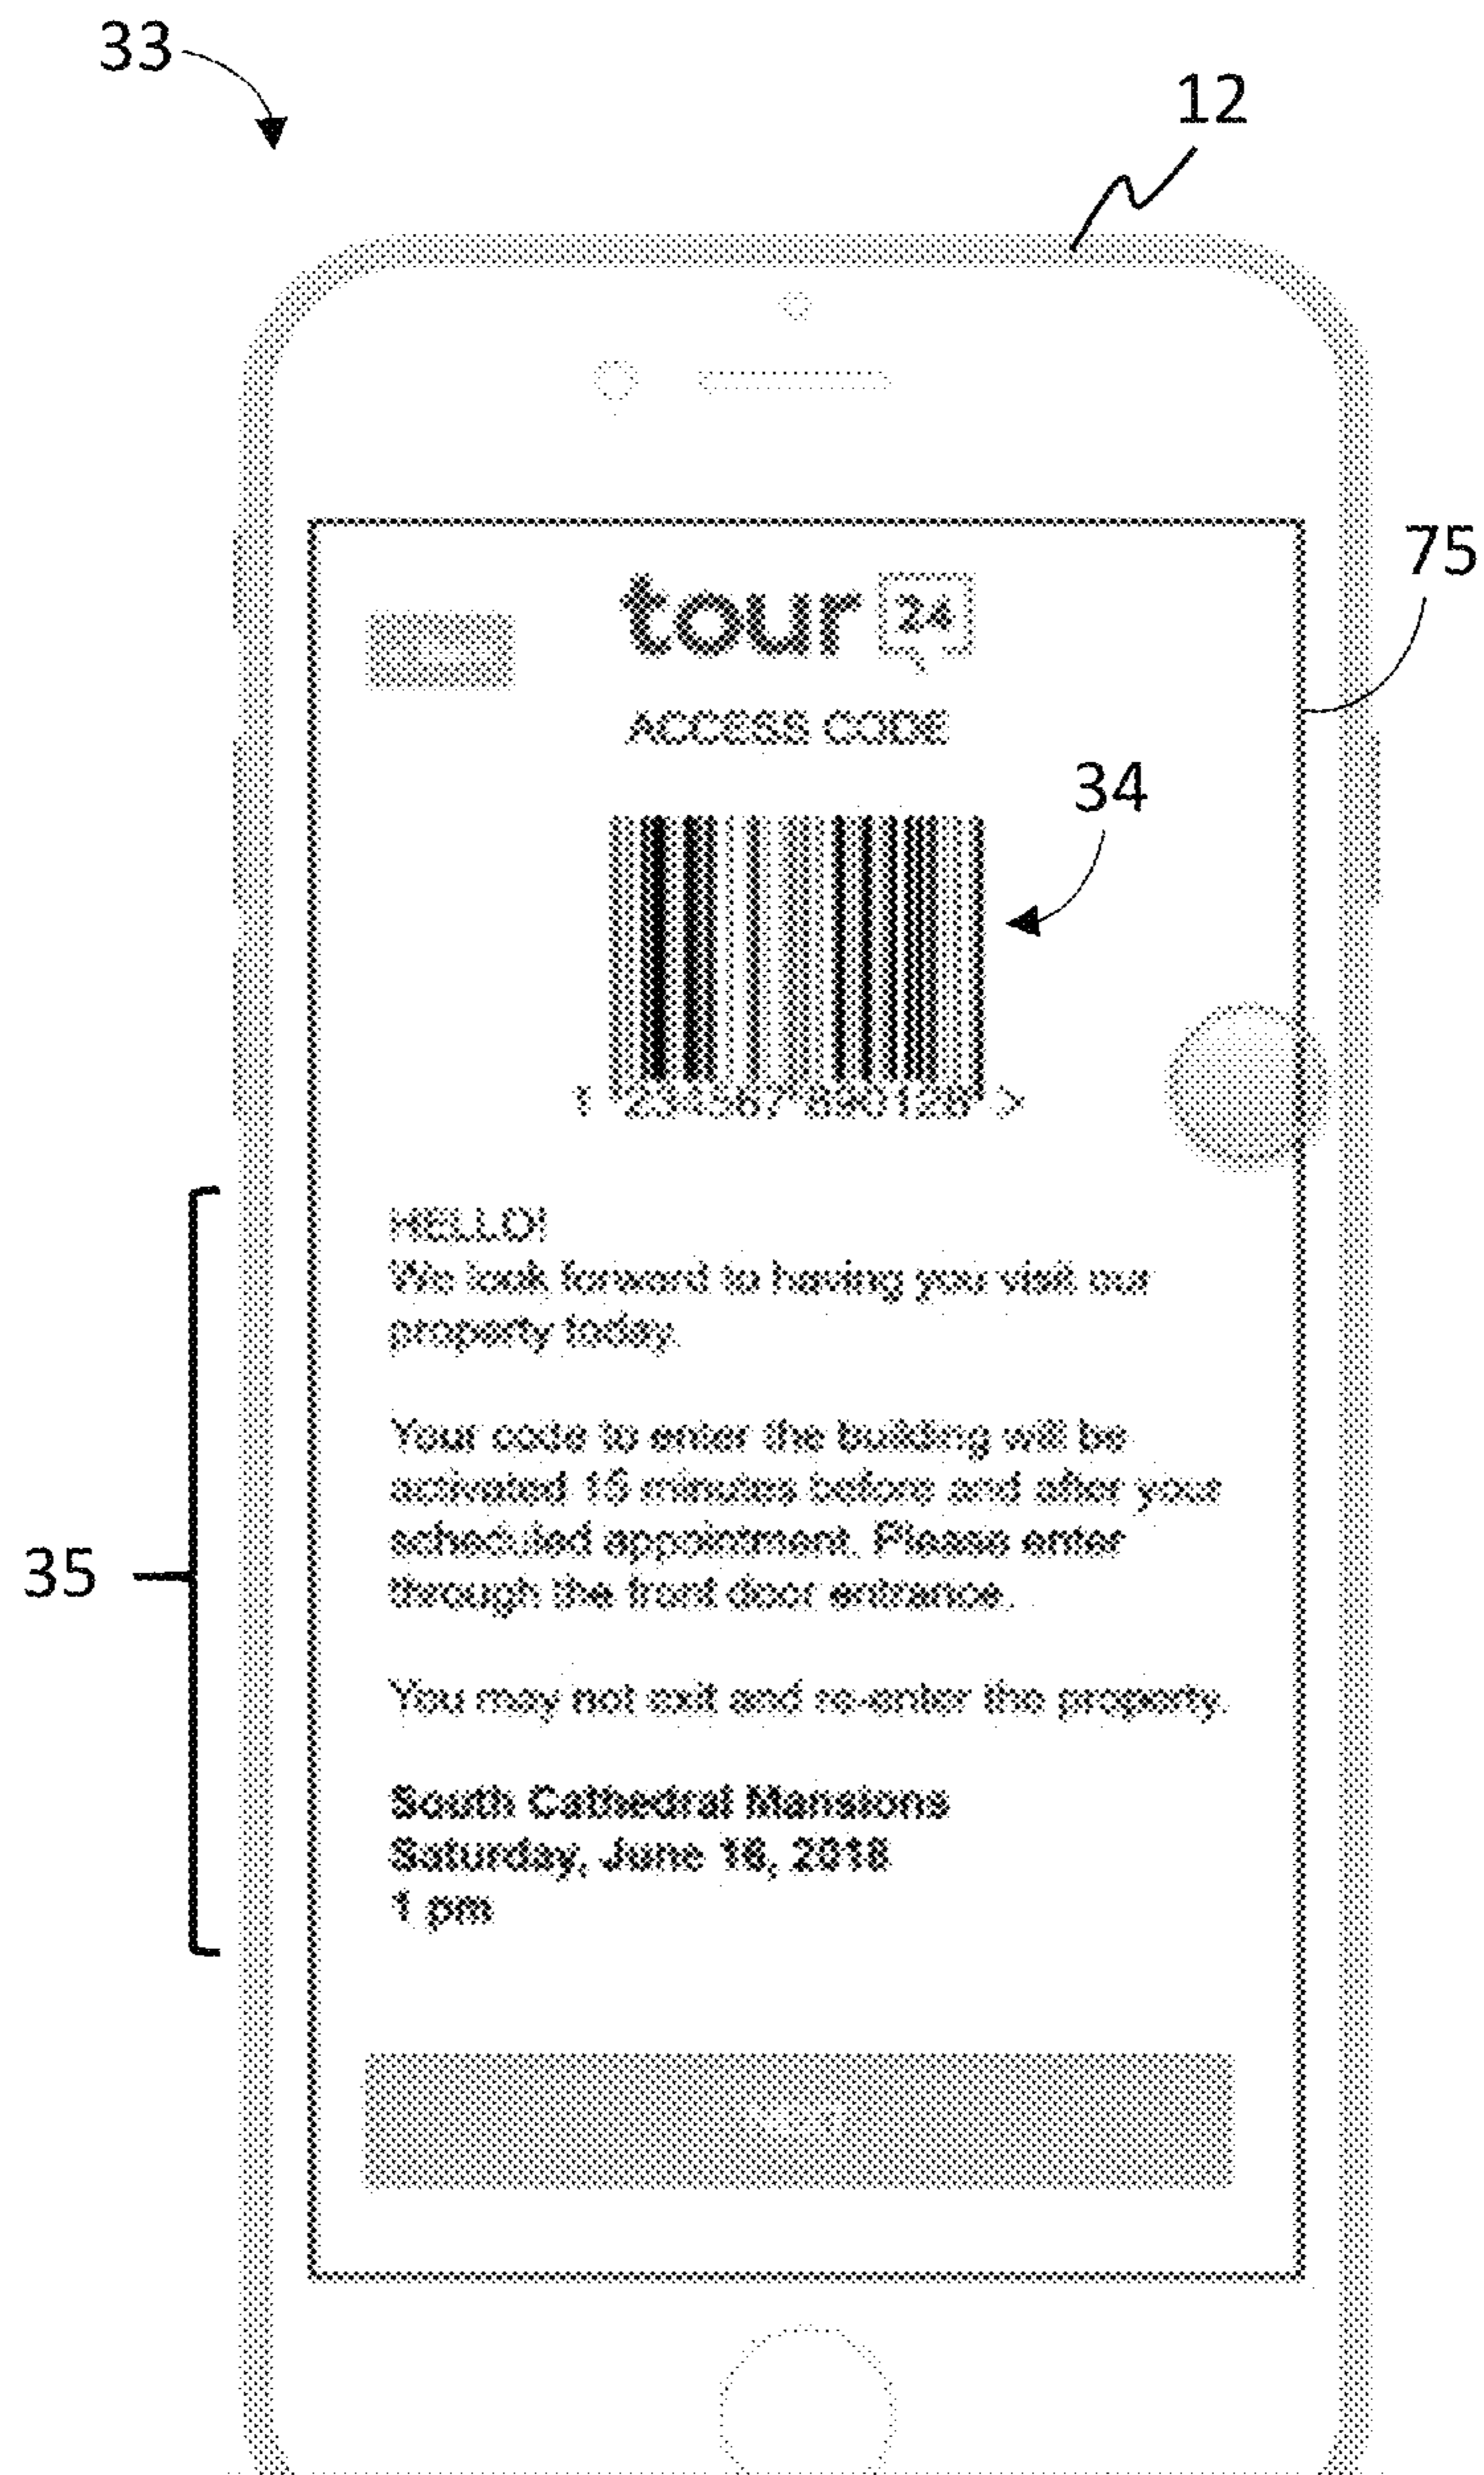 33
12
tour 24
75
ACCESS CODE
34
1 234567 890128 >
HELLO!
We look forward to having you visit our
property today.
Your code to enter the building will be
activated 15 minutes before and after your
scheduled appointment. Please enter
through the front door entrance.
35
You may not exit and re-enter the property.
South Cathedral Mansions
Saturday, June 16, 2018
1 pm